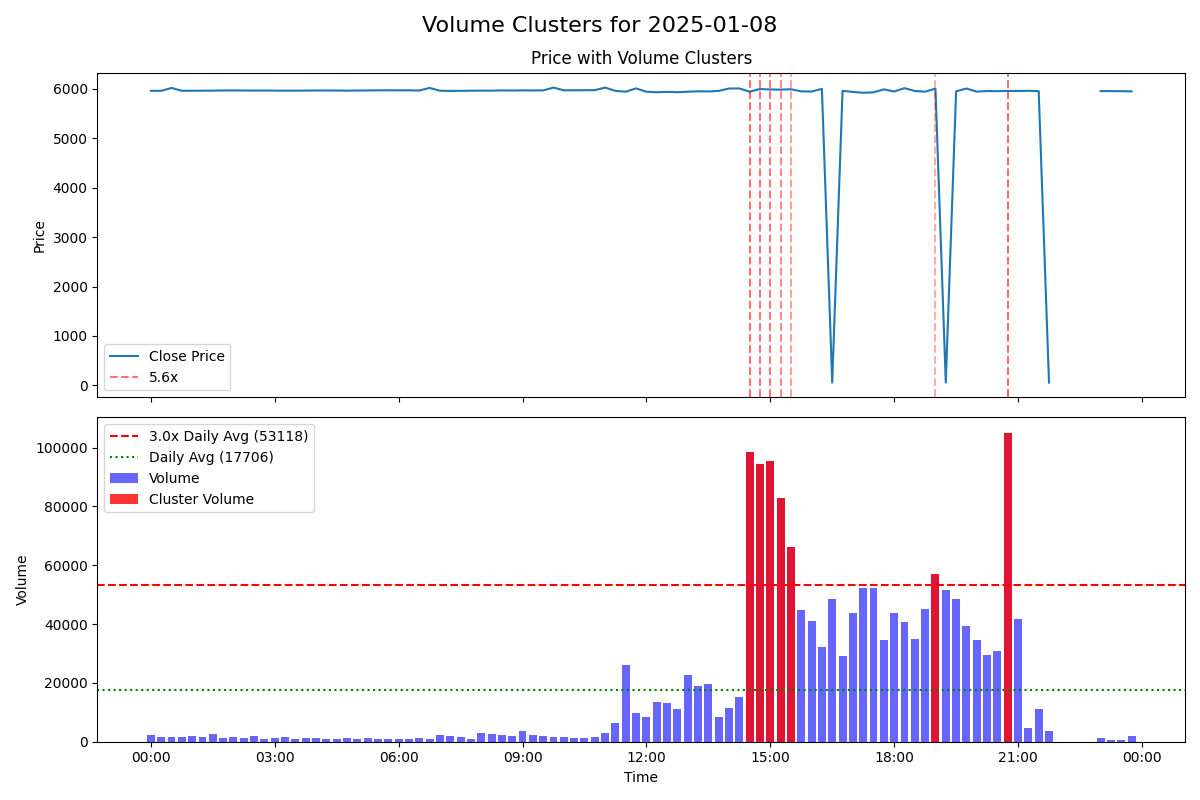 Volume Clusters for 2025-01-08
Price with Volume Clusters
6000
5000
4000
3000
2000
1000
0
Price
Close Price
5.6x
3.0x Daily Avg (53118)
Daily Avg (17706)
Volume
Cluster Volume
100000
80000
60000
40000
20000
0
Volume
00:00 03:00 06:00 09:00 12:00 15:00 18:00 21:00 00:00
Time